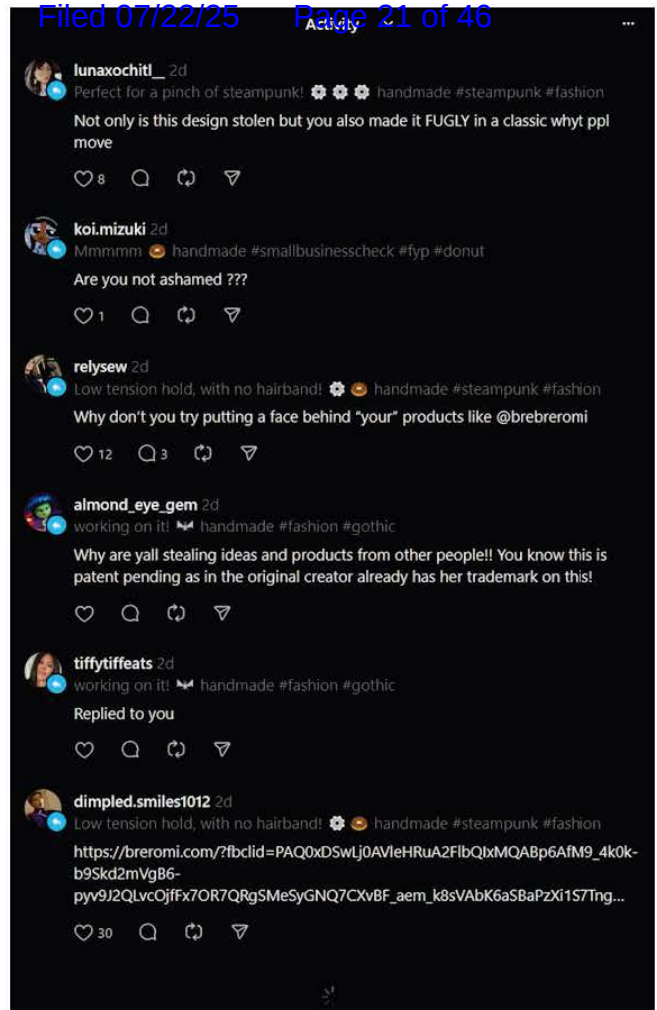 Filed 07/22/25 Page 21 of 46
Activity
lunaxochitl__ 2d
Perfect for a pinch of steampunk! ⚙️ ⚙️ ⚙️ handmade #steampunk #fashion
Not only is this design stolen but you also made it FUGLY in a classic whyt ppl
move
8
koi.mizuki 2d
Mmmmm 🍩 handmade #smallbusinesscheck #fyp #donut
Are you not ashamed ???
1
relysew 2d
Low tension hold, with no hairband! ⚙️ 🍩 handmade #steampunk #fashion
Why don't you try putting a face behind "your" products like @brebreromi
12 3
almond_eye_gem 2d
working on it! 🦇 handmade #fashion #gothic
Why are yall stealing ideas and products from other people!! You know this is
patent pending as in the original creator already has her trademark on this!
tiffytiffeats 2d
working on it! 🦇 handmade #fashion #gothic
Replied to you
dimpled.smiles1012 2d
Low tension hold, with no hairband! ⚙️ 🍩 handmade #steampunk #fashion
https://breromi.com/?fbclid=PAQ0xDSwLj0AVleHRuA2FlbQIxMQABp6AfM9_4k0k-
b9Skd2mVgB6-
pyv9J2QLvcOjfFx7OR7QRgSMeSyGNQ7CXvBF_aem_k8sVAbK6aSBaPzXi1S7Tng...
30